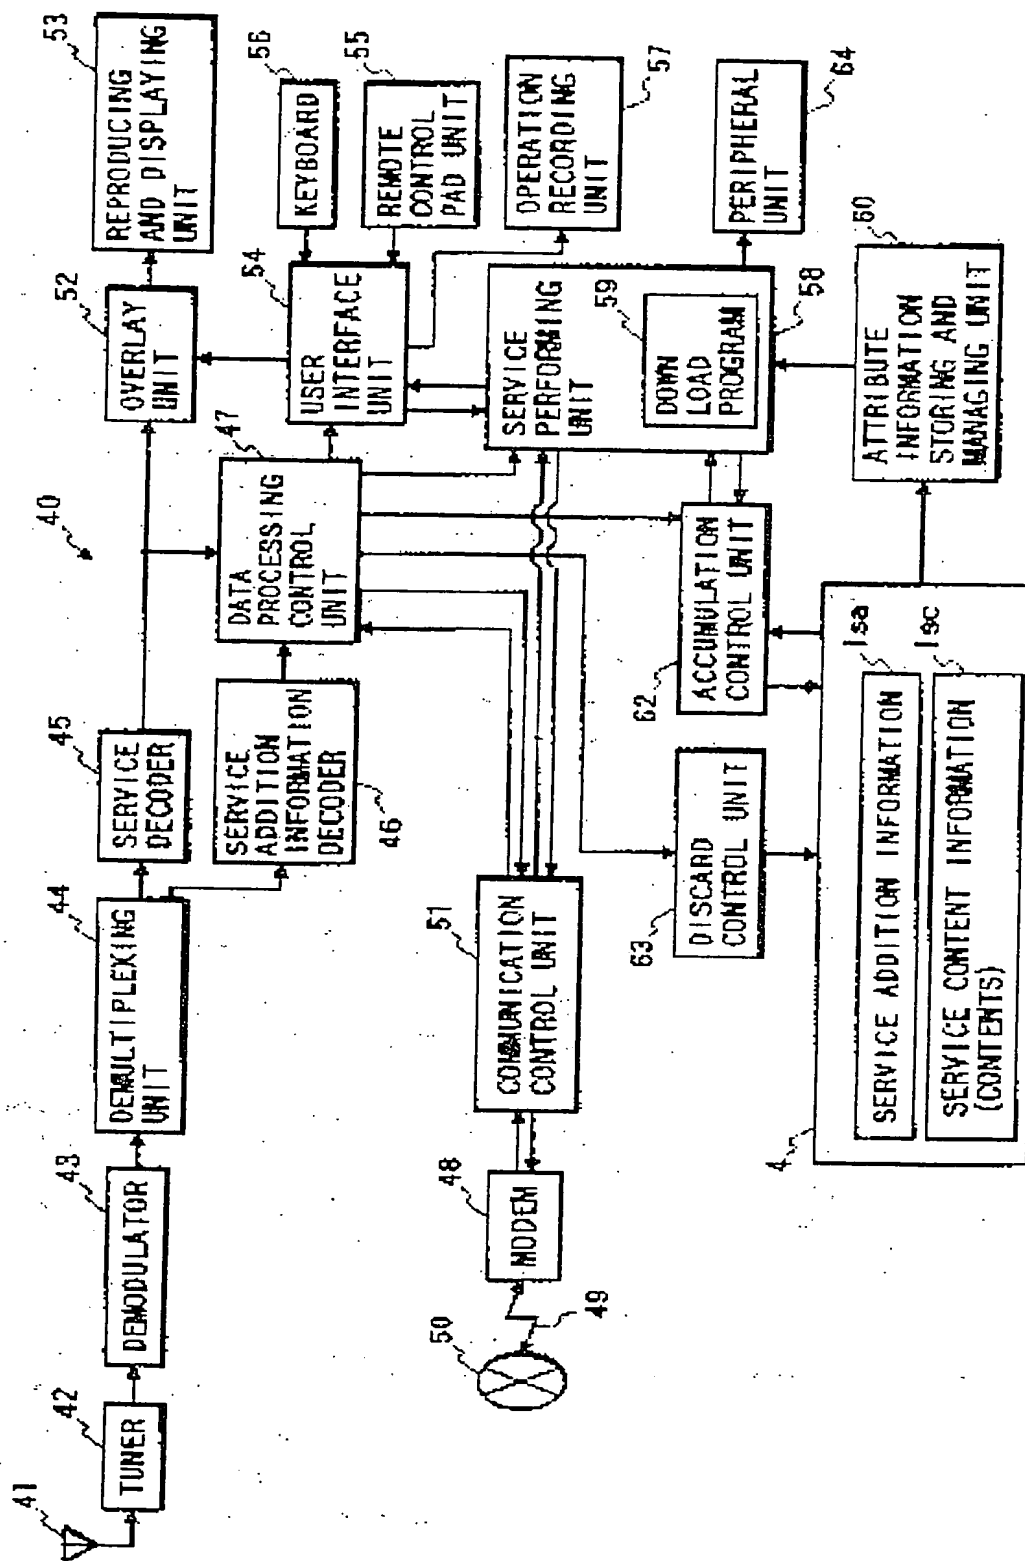 40
41
TUNER
42
DEMODULATOR
43
DEMULTIPLEXING
UNIT
44
SERVICE
DECODER
45
OVERLAY
UNIT
52
REPRODUCING
AND DISPLAYING
UNIT
53
SERVICE
ADDITION
INFORMATION
DECODER
46
DATA
PROCESSING
CONTROL
UNIT
47
USER
INTERFACE
UNIT
54
KEYBOARD
56
REMOTE
CONTROL
PAD UNIT
55
OPERATION
RECORDING
UNIT
57
50
49
MODEM
48
COMMUNICATION
CONTROL UNIT
51
SERVICE
PERFORMING
UNIT
58
DOWN
LOAD
PROGRAM
59
PERIPHERAL
UNIT
64
DISCARD
CONTROL UNIT
63
ACCUMULATION
CONTROL UNIT
62
ATTRIBUTE
INFORMATION
STORING AND
MANAGING UNIT
60
4
SERVICE ADDITION INFORMATION
Isa
SERVICE CONTENT INFORMATION
(CONTENTS)
Isc